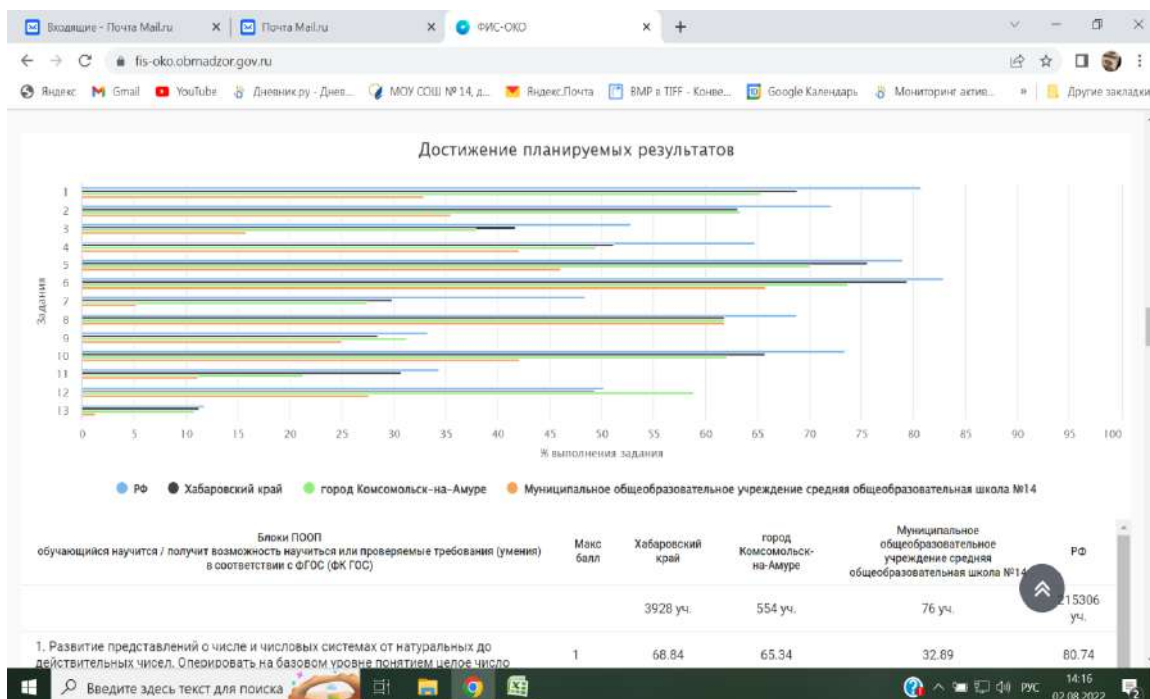 Входящие - Почта Mail.ru
Почта Mail.ru
ФИС-ОКО
fis-oko.obrnadzor.gov.ru
Яндекс
Gmail
YouTube
Дневник.ру - Днев...
МОУ СОШ № 14, д...
Яндекс.Почта
BMP в TIFF - Конве...
Google Календарь
Мониторинг актив...
»
Другие закладки
Достижение планируемых результатов
Задания
1
2
3
4
5
6
7
8
9
10
11
12
13
0 5 10 15 20 25 30 35 40 45 50 55 60 65 70 75 80 85 90 95 100
% выполнения задания
РФ Хабаровский край город Комсомольск-на-Амуре Муниципальное общеобразовательное учреждение средняя общеобразовательная школа №14
Блоки ПООП
обучающийся научится / получит возможность научиться или проверяемые требования (умения)
в соответствии с ФГОС (ФК ГОС)
Макс
балл
Хабаровский
край
город
Комсомольск-
на-Амуре
Муниципальное
общеобразовательное
учреждение средняя
общеобразовательная школа №14
РФ
3928 уч. 554 уч. 76 уч. 215306
уч.
1. Развитие представлений о числе и числовых системах от натуральных до
действительных чисел. Оперировать на базовом уровне понятием целое число
1 68.84 65.34 32.89 80.74
Введите здесь текст для поиска
РУС
14:16
02.08.2022
2